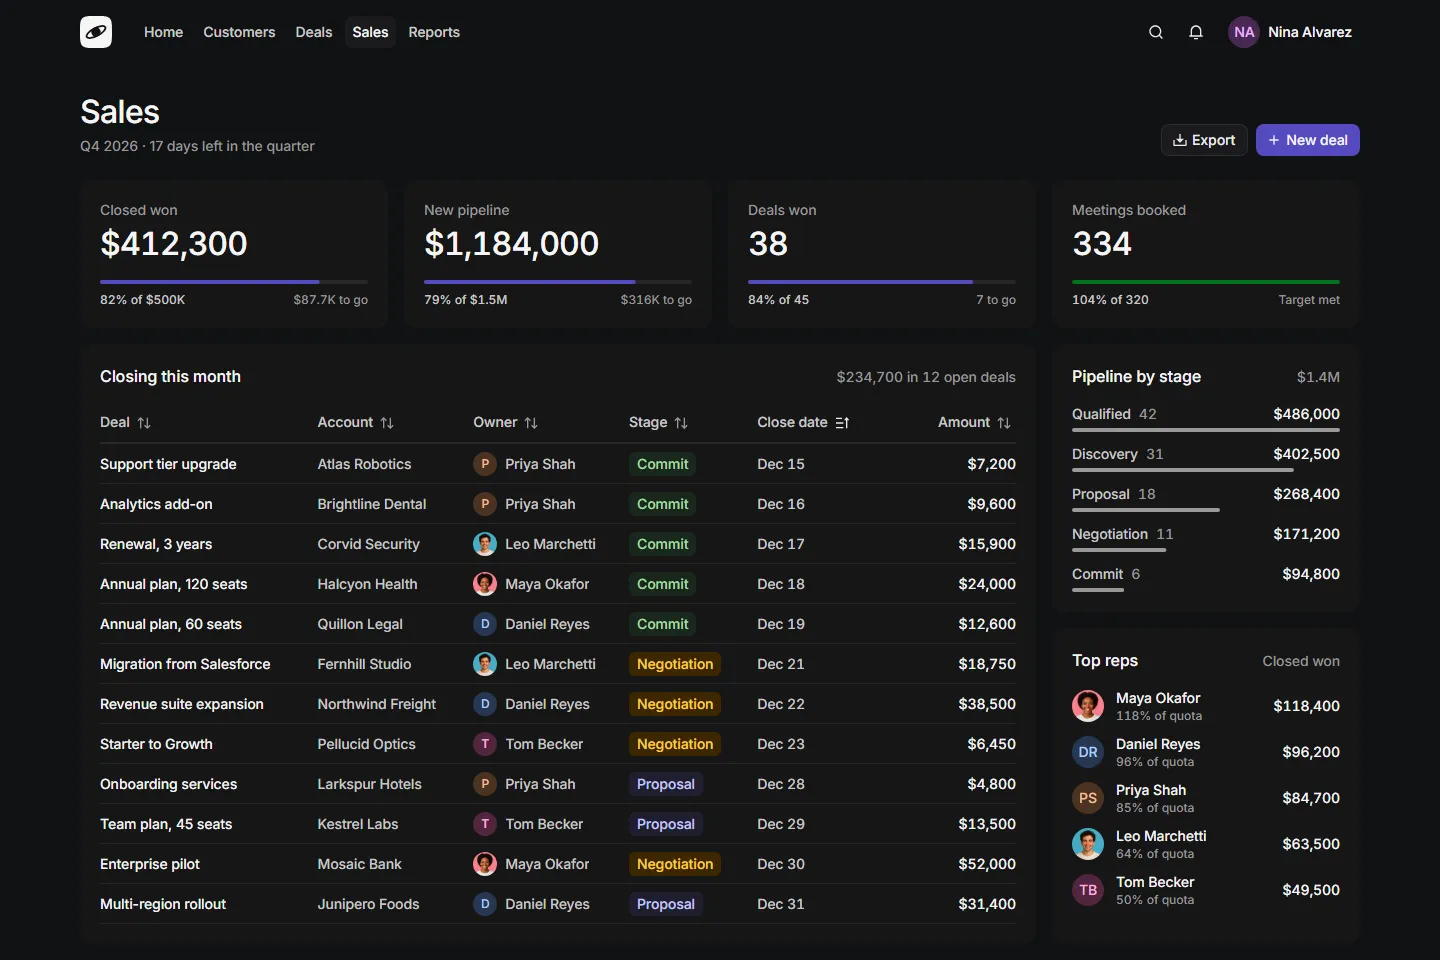 Home Customers Deals Sales Reports NA Nina Alvarez
Sales
Q4 2026 · 17 days left in the quarter
Export + New deal
Closed won
$412,300
82% of $500K $87.7K to go
New pipeline
$1,184,000
79% of $1.5M $316K to go
Deals won
38
84% of 45 7 to go
Meetings booked
334
104% of 320 Target met
Closing this month $234,700 in 12 open deals
Deal Account Owner Stage Close date Amount
Support tier upgrade Atlas Robotics P Priya Shah Commit Dec 15 $7,200
Analytics add-on Brightline Dental P Priya Shah Commit Dec 16 $9,600
Renewal, 3 years Corvid Security Leo Marchetti Commit Dec 17 $15,900
Annual plan, 120 seats Halcyon Health Maya Okafor Commit Dec 18 $24,000
Annual plan, 60 seats Quillon Legal D Daniel Reyes Commit Dec 19 $12,600
Migration from Salesforce Fernhill Studio Leo Marchetti Negotiation Dec 21 $18,750
Revenue suite expansion Northwind Freight D Daniel Reyes Negotiation Dec 22 $38,500
Starter to Growth Pellucid Optics T Tom Becker Negotiation Dec 23 $6,450
Onboarding services Larkspur Hotels P Priya Shah Proposal Dec 28 $4,800
Team plan, 45 seats Kestrel Labs T Tom Becker Proposal Dec 29 $13,500
Enterprise pilot Mosaic Bank Maya Okafor Negotiation Dec 30 $52,000
Multi-region rollout Junipero Foods D Daniel Reyes Proposal Dec 31 $31,400
Pipeline by stage $1.4M
Qualified 42 $486,000
Discovery 31 $402,500
Proposal 18 $268,400
Negotiation 11 $171,200
Commit 6 $94,800
Top reps Closed won
Maya Okafor $118,400
118% of quota
DR Daniel Reyes $96,200
96% of quota
PS Priya Shah $84,700
85% of quota
Leo Marchetti $63,500
64% of quota
TB Tom Becker $49,500
50% of quota